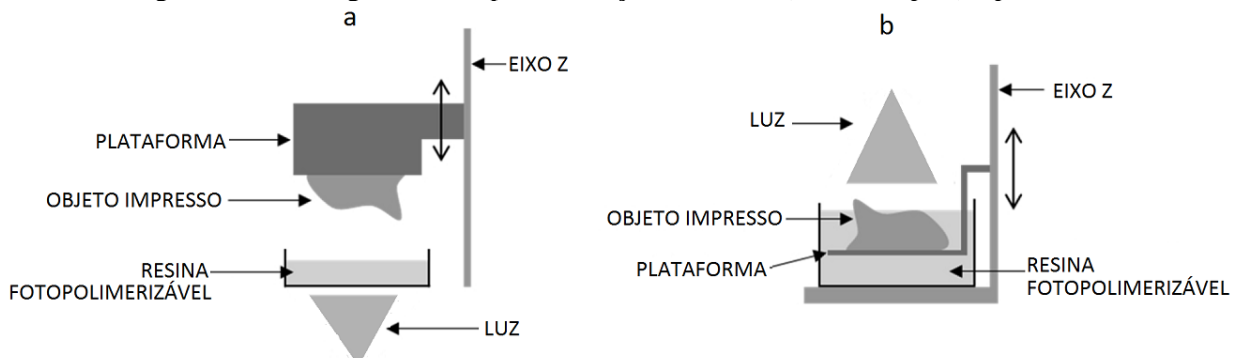 a
EIXO Z
PLATAFORMA
OBJETO IMPRESSO
RESINA
FOTOPOLIMERIZÁVEL
LUZ
b
EIXO Z
LUZ
OBJETO IMPRESSO
PLATAFORMA
RESINA
FOTOPOLIMERIZÁVEL